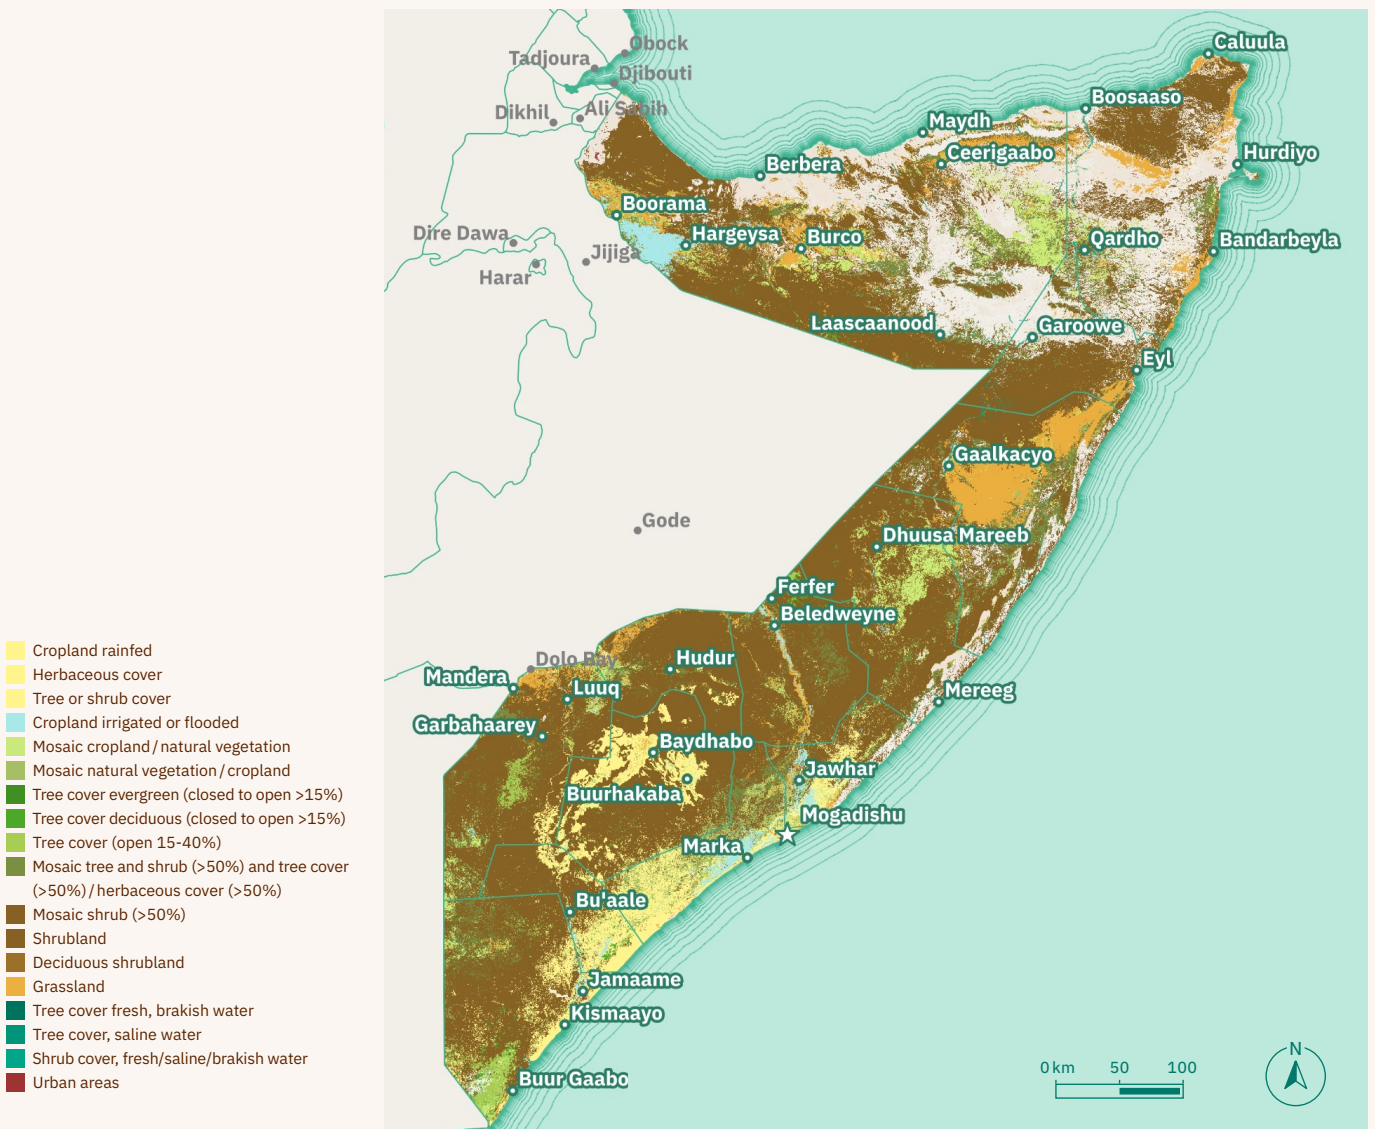 Caluula
Obock
Tadjoura
Djibouti
Boosaaso
Dikhil
Ali Sabih
Maydh
Ceerigaabo
Hurdiyo
Berbera
Boorama
Dire Dawa
Hargeysa
Burco
Qardho
Bandarbeyla
Jijiga
Harar
Laascaanood
Garoowe
Eyl
Gaalkacyo
Gode
Dhuusa Mareeb
Ferfer
Beledweyne
Cropland rainfed
Herbaceous cover
Tree or shrub cover
Cropland irrigated or flooded
Mosaic cropland/natural vegetation
Mosaic natural vegetation/cropland
Tree cover evergreen (closed to open >15%)
Tree cover deciduous (closed to open >15%)
Tree cover (open 15-40%)
Mosaic tree and shrub (>50%) and tree cover
(>50%)/herbaceous cover (>50%)
Mosaic shrub (>50%)
Shrubland
Deciduous shrubland
Grassland
Tree cover fresh, brakish water
Tree cover, saline water
Shrub cover, fresh/saline/brakish water
Urban areas
Dolo Bay
Hudur
Mandera
Luuq
Mereeg
Garbahaarey
Baydhabo
Jawhar
Buurhakaba
Mogadishu
Marka
Bu'aale
Jamaame
Kismaayo
Buur Gaabo
0 km 50 100
N